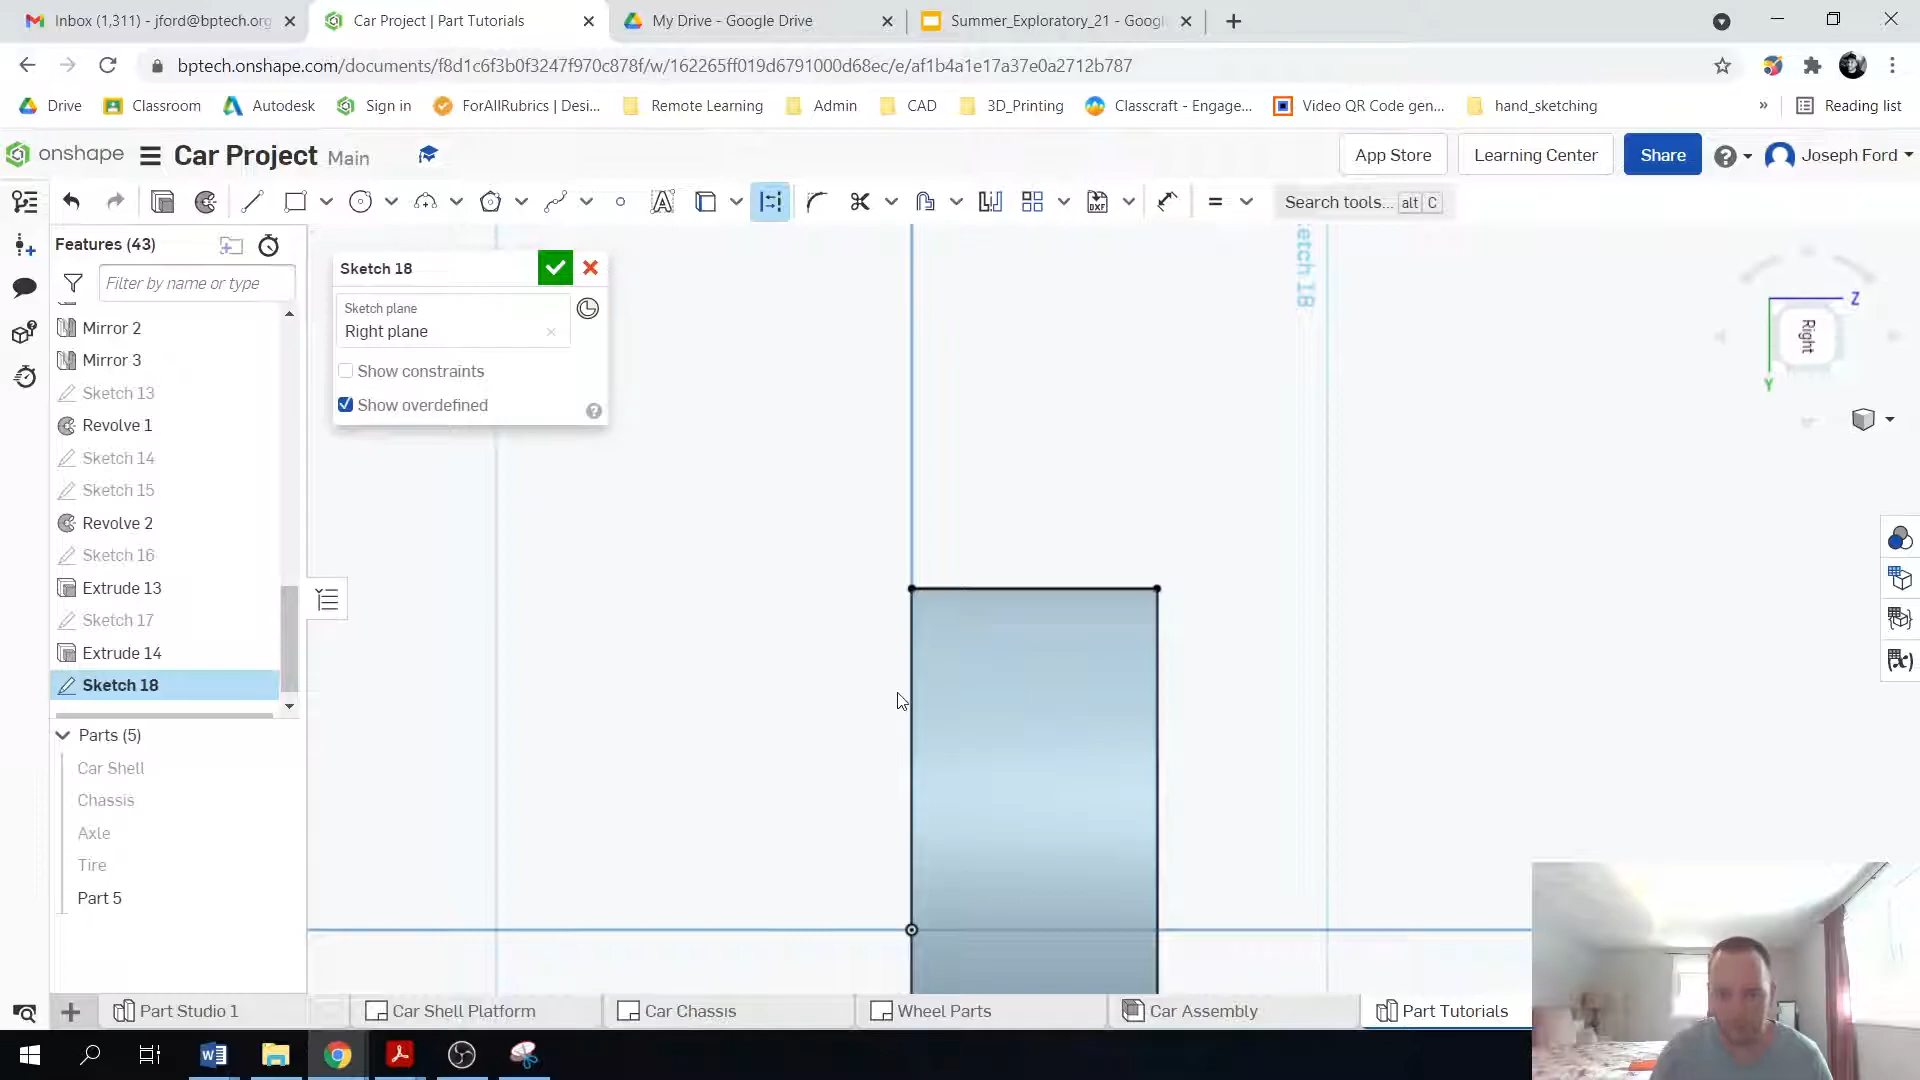 Inbox (1,311) - jford@bptech.org
Car Project | Part Tutorials
My Drive - Google Drive
Summer_Exploratory_21 - Googl
bptech.onshape.com/documents/f8d1c6f3b0f3247f970c878f/w/162265ff019d6791000d68ec/e/af1b4a1e17a37e0a2712b787
Drive
Classroom
Autodesk
Sign in
ForAllRubrics | Desi...
Remote Learning
Admin
CAD
3D_Printing
Classcraft - Engage...
Video QR Code gen...
hand_sketching
»
Reading list
onshape
Car Project Main
App Store
Learning Center
Share
Joseph Ford
Search tools... alt C
Features (43)
Filter by name or type
Mirror 2
Mirror 3
Sketch 13
Revolve 1
Sketch 14
Sketch 15
Revolve 2
Sketch 16
Extrude 13
Sketch 17
Extrude 14
Sketch 18
Parts (5)
Car Shell
Chassis
Axle
Tire
Part 5
Sketch 18
Sketch plane
Right plane
Show constraints
Show overdefined
etch 18
Z
Right
Y
Part Studio 1
Car Shell Platform
Car Chassis
Wheel Parts
Car Assembly
Part Tutorials